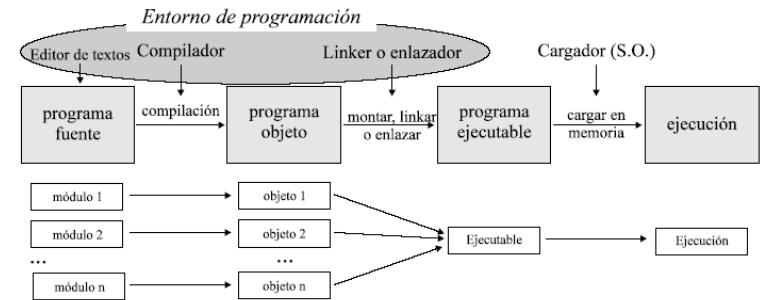 Entorno de programación
Editor de textos
Compilador
Linker o enlazador
Cargador (S.O.)
programa
fuente
compilación
programa
objeto
montar, linkar
o enlazar
programa
ejecutable
cargar en
memoria
ejecución
módulo 1
objeto 1
módulo 2
objeto 2
Ejecutable
Ejecución
...
...
módulo n
objeto n